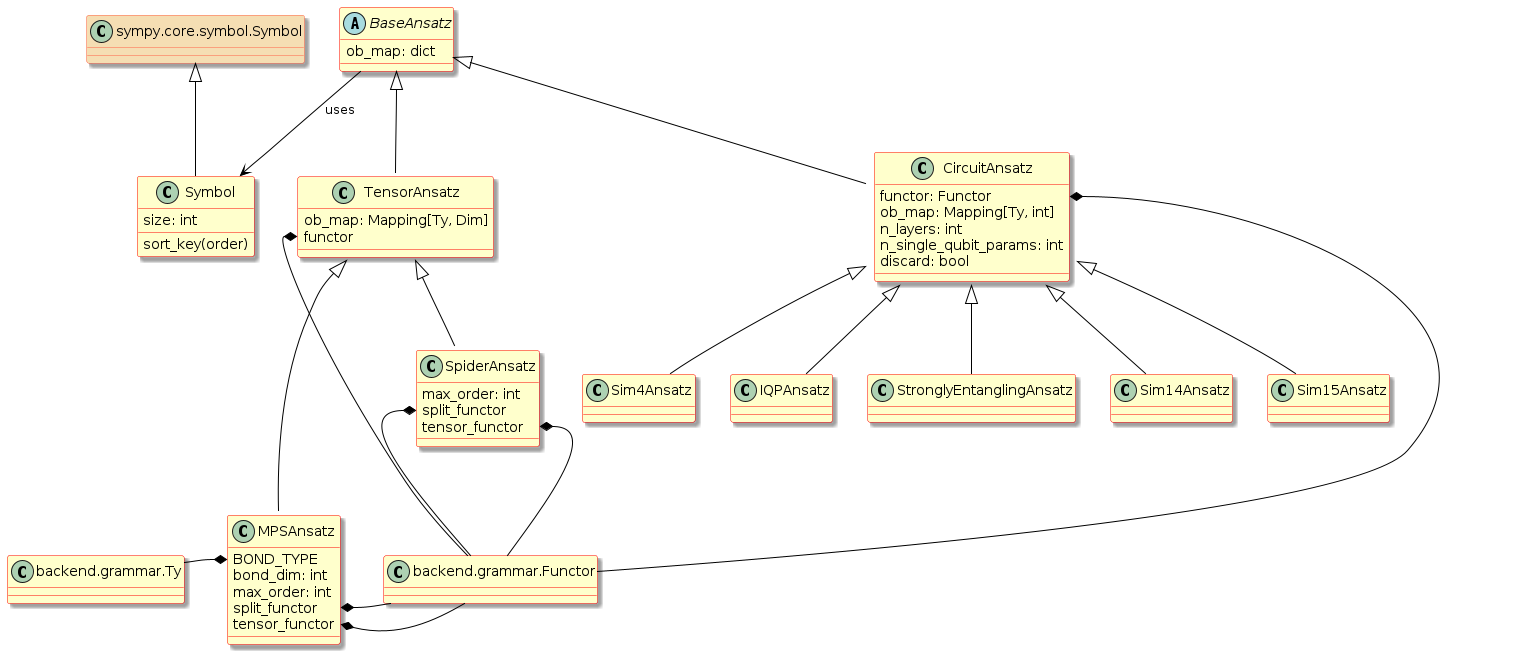 C sympy.core.symbol.Symbol
A BaseAnsatz
ob_map: dict
uses
C Symbol
size: int
sort_key(order)
C TensorAnsatz
ob_map: Mapping[Ty, Dim]
functor
C CircuitAnsatz
functor: Functor
ob_map: Mapping[Ty, int]
n_layers: int
n_single_qubit_params: int
discard: bool
C SpiderAnsatz
max_order: int
split_functor
tensor_functor
C Sim4Ansatz
C IQPAnsatz
C StronglyEntanglingAnsatz
C Sim14Ansatz
C Sim15Ansatz
C backend.grammar.Ty
C MPSAnsatz
BOND_TYPE
bond_dim: int
max_order: int
split_functor
tensor_functor
C backend.grammar.Functor